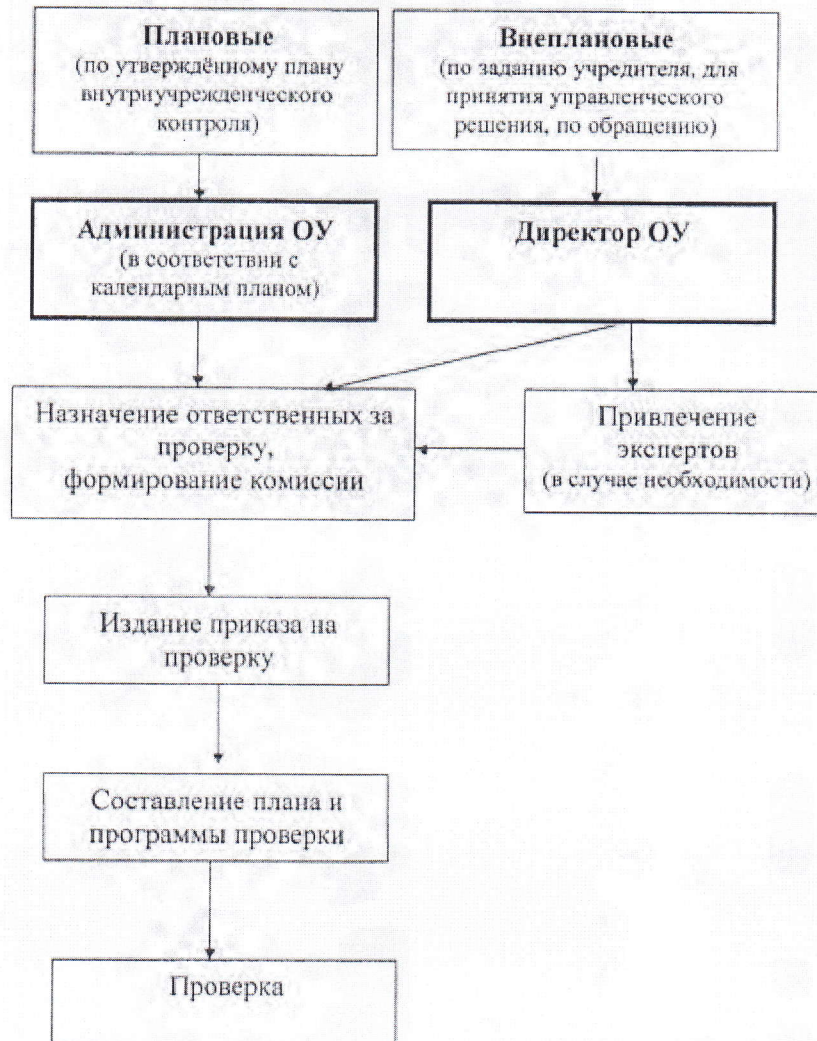 Плановые
(по утверждённому плану
внутриучрежденческого
контроля)
Внеплановые
(по заданию учредителя, для
принятия управленческого
решения, по обращению)
Администрация ОУ
(в соответствии с
календарным планом)
Директор ОУ
Назначение ответственных за
проверку,
формирование комиссии
Привлечение
экспертов
(в случае необходимости)
Издание приказа на
проверку
Составление плана и
программы проверки
Проверка